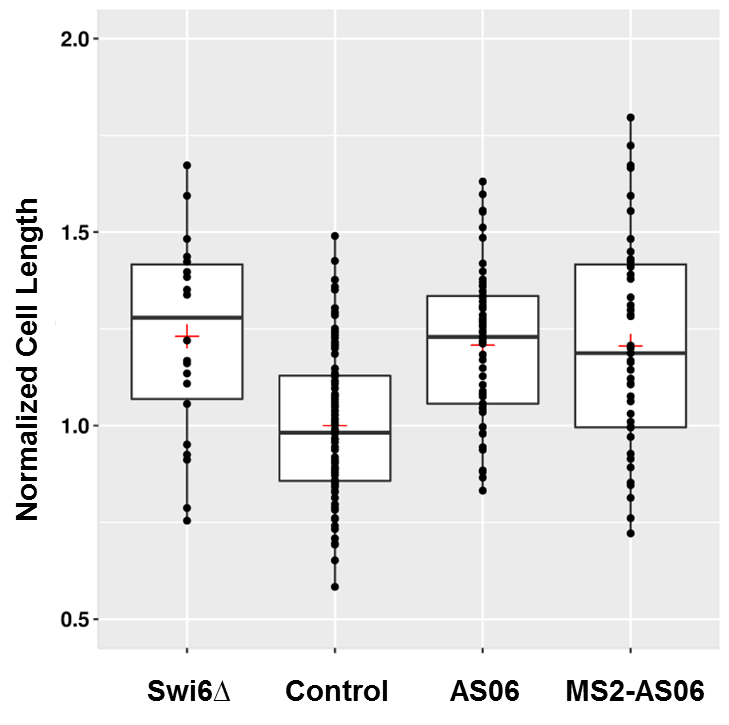 Normalized Cell Length
2.0
1.5
1.0
0.5
Swi6Δ Control AS06 MS2-AS06